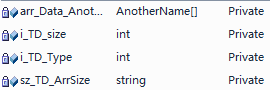 arr_Data_Anot... AnotherName[] Private
i_TD_size int Private
i_TD_Type int Private
sz_TD_ArrSize string Private